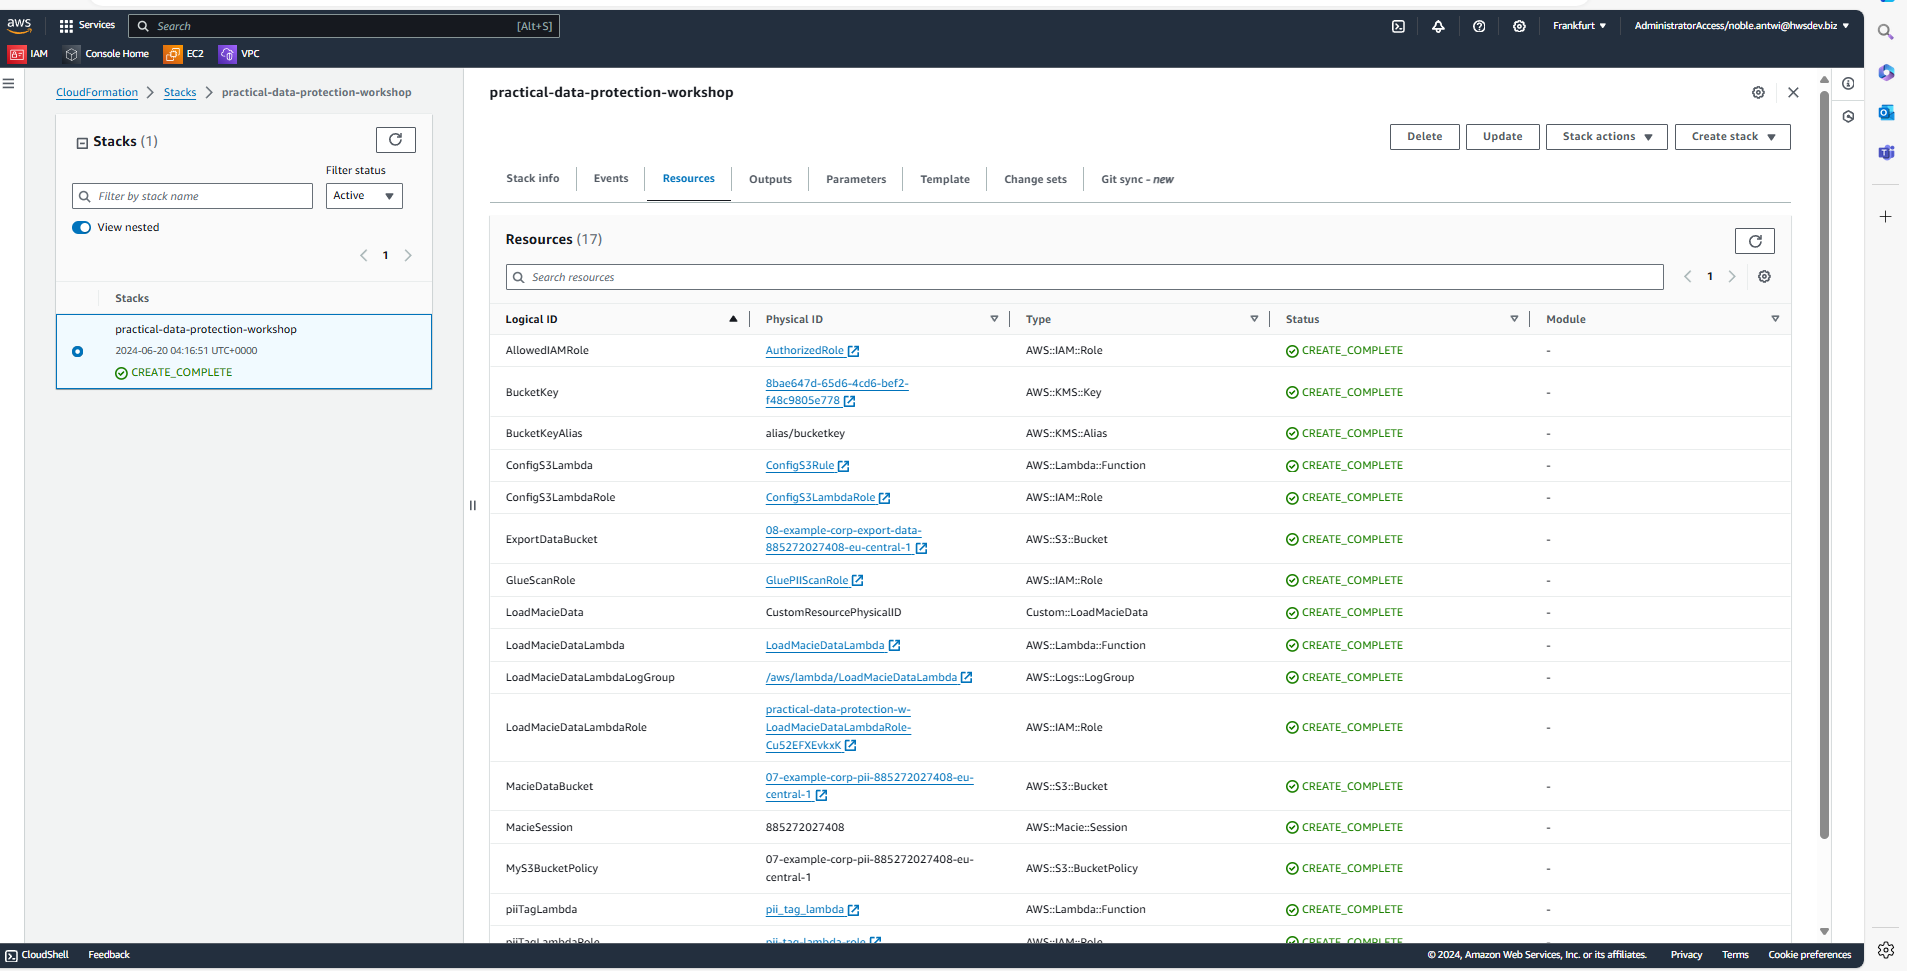 aws
Services
Search
[Alt+S]
Frankfurt
AdministratorAccess/noble.antwi@hwsdev.biz
IAM
Console Home
EC2
VPC
CloudFormation
Stacks
practical-data-protection-workshop
Stacks (1)
Filter status
Filter by stack name
Active
View nested
1
Stacks
practical-data-protection-workshop
2024-06-20 04:16:51 UTC+0000
CREATE_COMPLETE
practical-data-protection-workshop
Delete
Update
Stack actions
Create stack
Stack info
Events
Resources
Outputs
Parameters
Template
Change sets
Git sync - new
Resources (17)
Search resources
1
Logical ID Physical ID Type Status Module
AllowedIAMRole AuthorizedRole AWS::IAM::Role CREATE_COMPLETE -
BucketKey 8bae647d-65d6-4cd6-bef2-
f48c9805e778 AWS::KMS::Key CREATE_COMPLETE -
BucketKeyAlias alias/bucketkey AWS::KMS::Alias CREATE_COMPLETE -
ConfigS3Lambda ConfigS3Rule AWS::Lambda::Function CREATE_COMPLETE -
ConfigS3LambdaRole ConfigS3LambdaRole AWS::IAM::Role CREATE_COMPLETE -
ExportDataBucket 08-example-corp-export-data-
885272027408-eu-central-1 AWS::S3::Bucket CREATE_COMPLETE -
GlueScanRole GluePIIScanRole AWS::IAM::Role CREATE_COMPLETE -
LoadMacieData CustomResourcePhysicalID Custom::LoadMacieData CREATE_COMPLETE -
LoadMacieDataLambda LoadMacieDataLambda AWS::Lambda::Function CREATE_COMPLETE -
LoadMacieDataLambdaLogGroup /aws/lambda/LoadMacieDataLambda AWS::Logs::LogGroup CREATE_COMPLETE -
LoadMacieDataLambdaRole practical-data-protection-w-
LoadMacieDataLambdaRole-
Cu52EFXEvkxK AWS::IAM::Role CREATE_COMPLETE -
MacieDataBucket 07-example-corp-pii-885272027408-eu-
central-1 AWS::S3::Bucket CREATE_COMPLETE -
MacieSession 885272027408 AWS::Macie::Session CREATE_COMPLETE -
MyS3BucketPolicy 07-example-corp-pii-885272027408-eu-
central-1 AWS::S3::BucketPolicy CREATE_COMPLETE -
piiTagLambda pii_tag_lambda AWS::Lambda::Function CREATE_COMPLETE -
piiTagLambdaRole pii-tag-lambda-role AWS::IAM::Role CREATE_COMPLETE
CloudShell
Feedback
© 2024, Amazon Web Services, Inc. or its affiliates.
Privacy
Terms
Cookie preferences